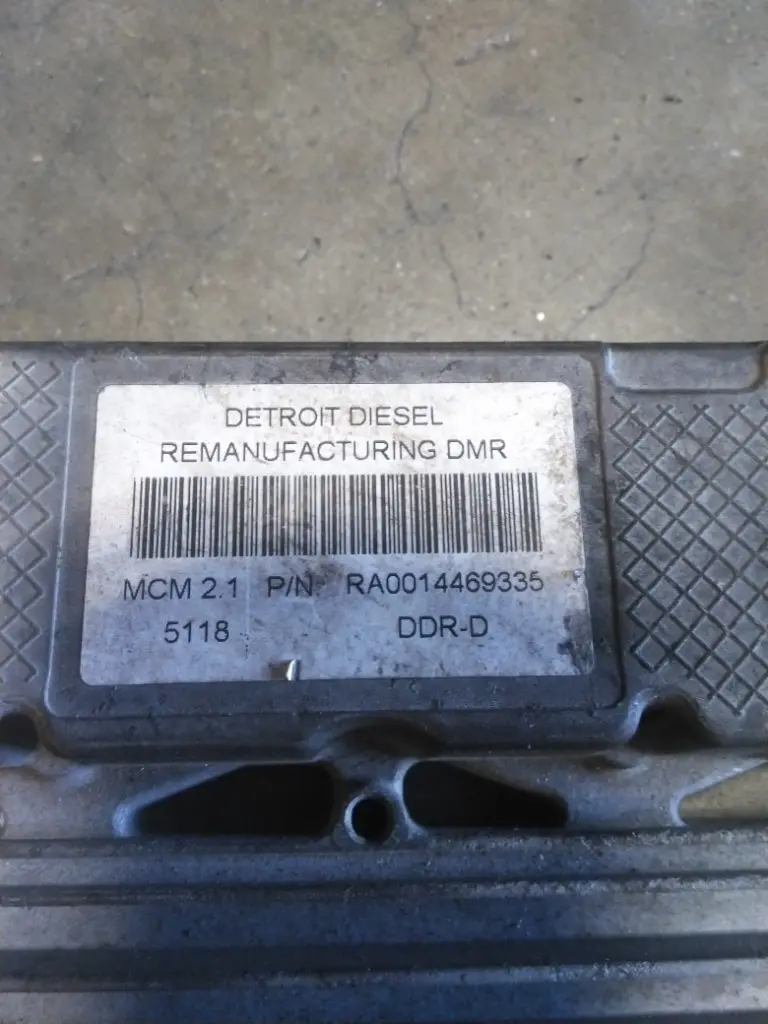 DETROIT DIESEL
REMANUFACTURING DMR
MCM 2.1 P/N RA0014469335
5118 DDR-D